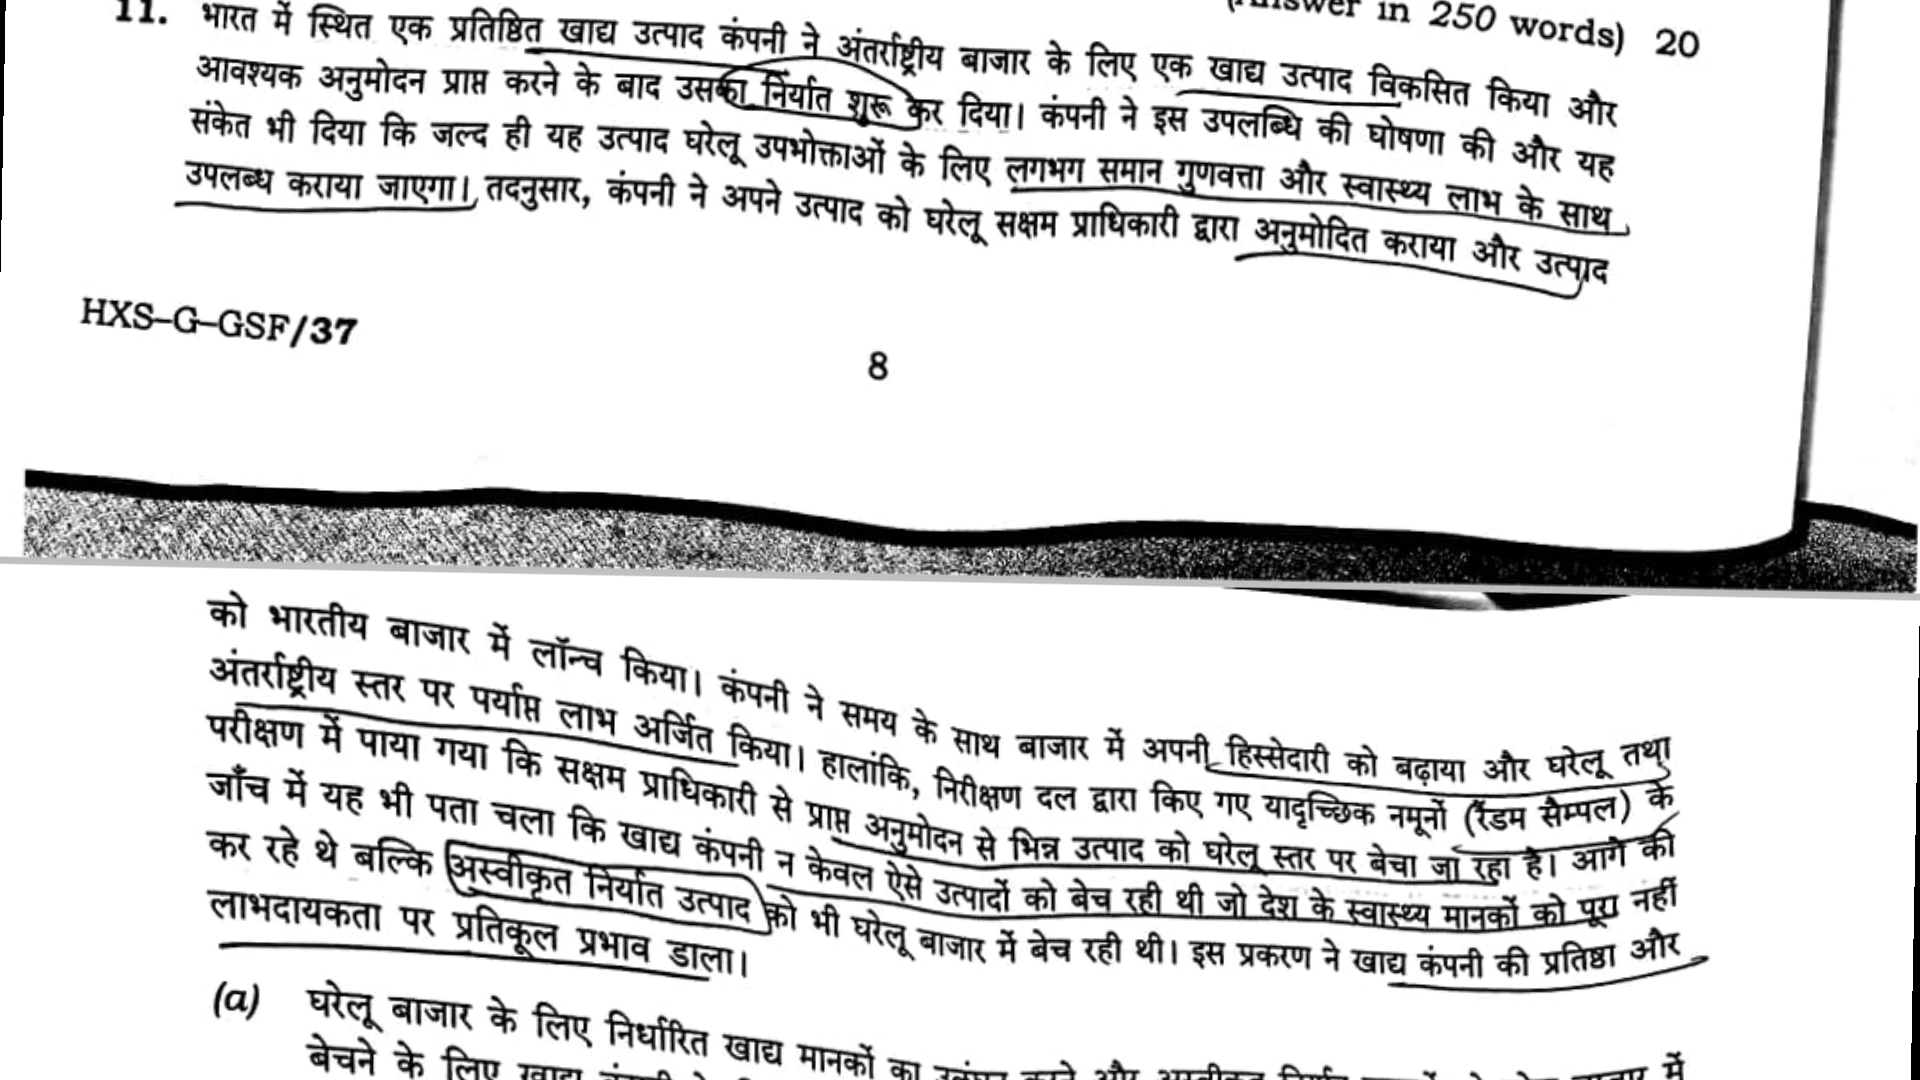 (Answer in 250 words) 20
11. भारत में स्थित एक प्रतिष्ठित खाद्य उत्पाद कंपनी ने अंतर्राष्ट्रीय बाजार के लिए एक खाद्य उत्पाद विकसित किया और
आवश्यक अनुमोदन प्राप्त करने के बाद उसका निर्यात शुरू कर दिया। कंपनी ने इस उपलब्धि की घोषणा की और यह
संकेत भी दिया कि जल्द ही यह उत्पाद घरेलू उपभोक्ताओं के लिए लगभग समान गुणवत्ता और स्वास्थ्य लाभ के साथ
उपलब्ध कराया जाएगा। तदनुसार, कंपनी ने अपने उत्पाद को घरेलू सक्षम प्राधिकारी द्वारा अनुमोदित कराया और उत्पाद
HXS–G–GSF/37
8
को भारतीय बाजार में लॉन्च किया। कंपनी ने समय के साथ बाजार में अपनी हिस्सेदारी को बढ़ाया और घरेलू तथा
अंतर्राष्ट्रीय स्तर पर पर्याप्त लाभ अर्जित किया। हालांकि, निरीक्षण दल द्वारा किए गए यादृच्छिक नमूनों (रैंडम सैम्पल) के
परीक्षण में पाया गया कि सक्षम प्राधिकारी से प्राप्त अनुमोदन से भिन्न उत्पाद को घरेलू स्तर पर बेचा जा रहा है। आगे की
जाँच में यह भी पता चला कि खाद्य कंपनी न केवल ऐसे उत्पादों को बेच रही थी जो देश के स्वास्थ्य मानकों को पूरा नहीं
कर रहे थे बल्कि अस्वीकृत निर्यात उत्पाद को भी घरेलू बाजार में बेच रही थी। इस प्रकरण ने खाद्य कंपनी की प्रतिष्ठा और
लाभदायकता पर प्रतिकूल प्रभाव डाला।
(a) घरेलू बाजार के लिए निर्धारित खाद्य मानकों का में
बेचने के लिए